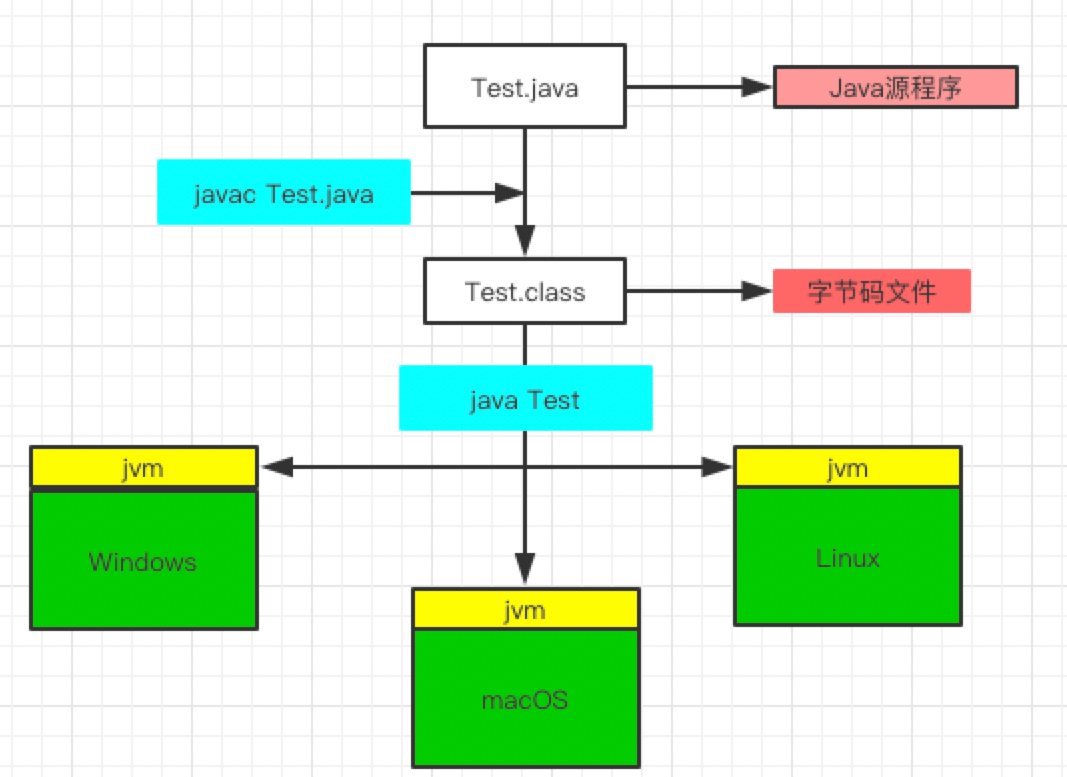 Test.java
Java源程序
javac Test.java
Test.class
字节码文件
java Test
jvm
Windows
jvm
Linux
jvm
macOS